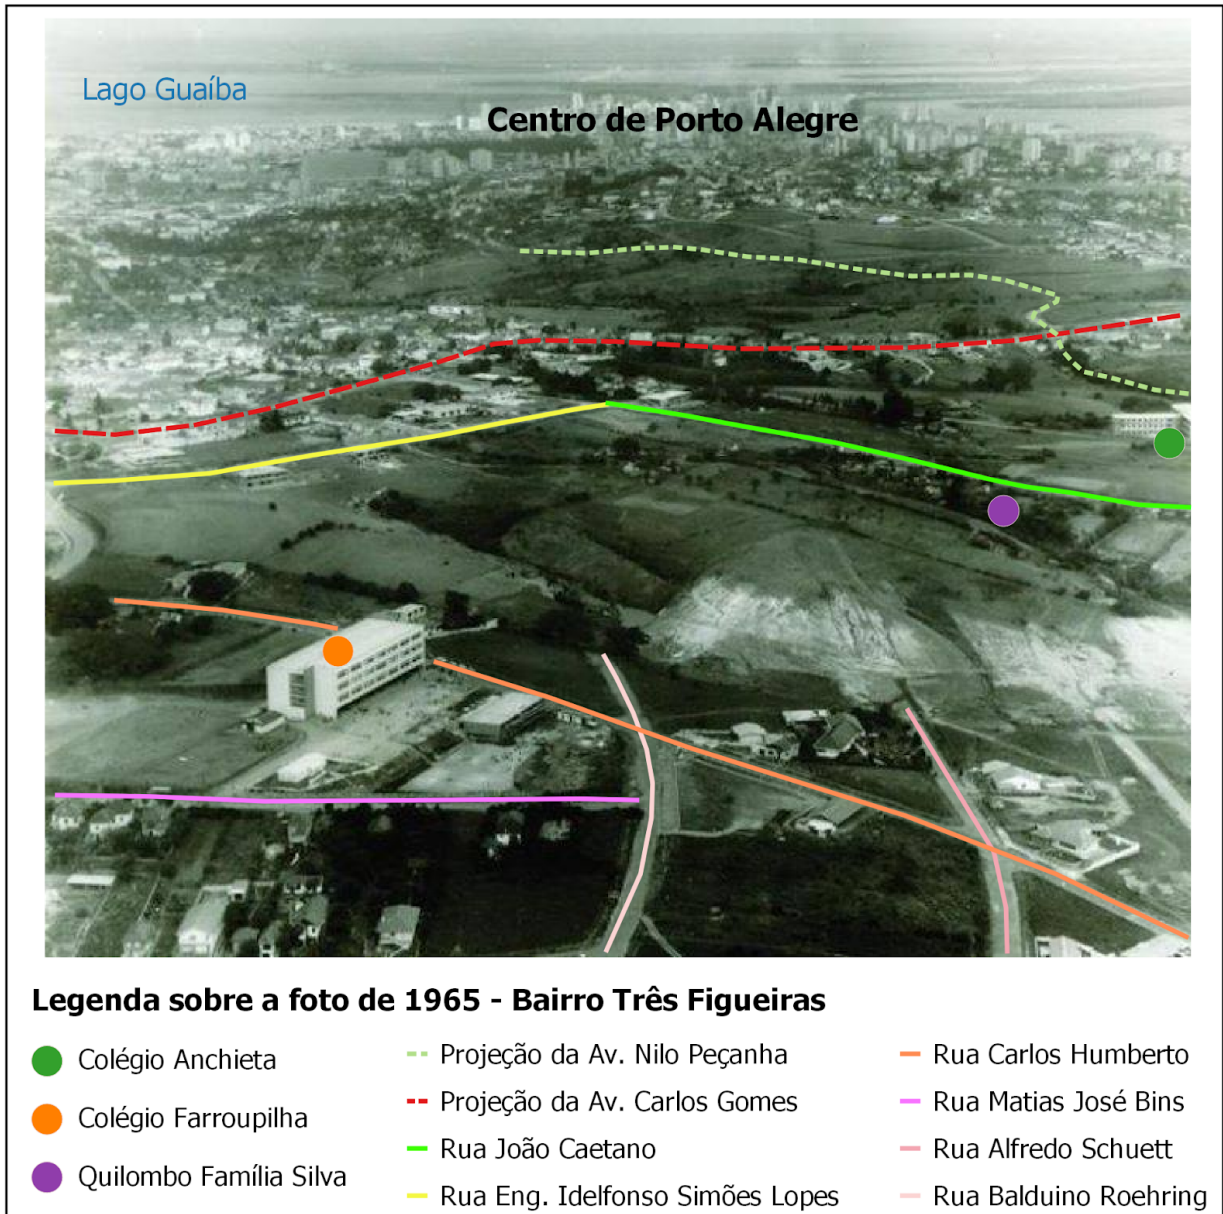 Lago Guaíba
Centro de Porto Alegre
Legenda sobre a foto de 1965 - Bairro Três Figueiras
Colégio Anchieta
Colégio Farroupilha
Quilombo Família Silva
Projeção da Av. Nilo Peçanha
Projeção da Av. Carlos Gomes
Rua João Caetano
Rua Eng. Idelfonso Simões Lopes
Rua Carlos Humberto
Rua Matias José Bins
Rua Alfredo Schuett
Rua Balduino Roehring